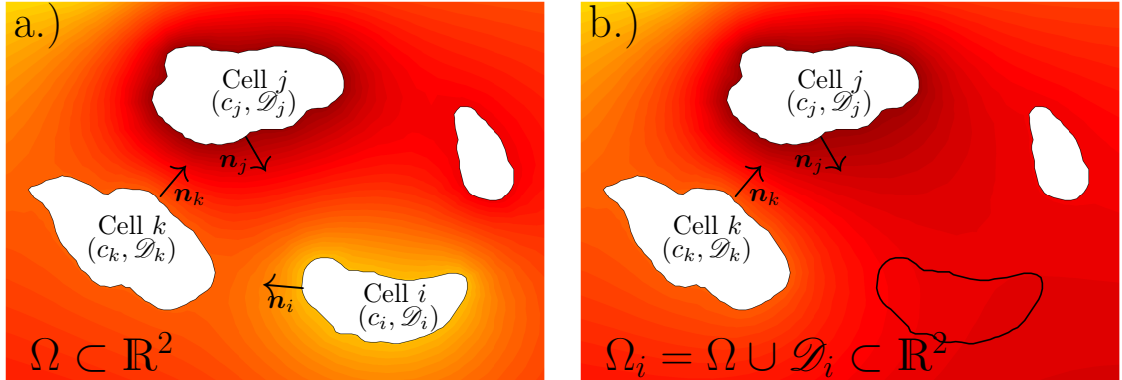 a.)
Cell j
(c_j, 𝒟_j)
n_j
n_k
Cell k
(c_k, 𝒟_k)
n_i
Cell i
(c_i, 𝒟_i)
Ω ⊂ ℝ²
b.)
Cell j
(c_j, 𝒟_j)
n_j
n_k
Cell k
(c_k, 𝒟_k)
Ω_i = Ω ∪ 𝒟_i ⊂ ℝ²